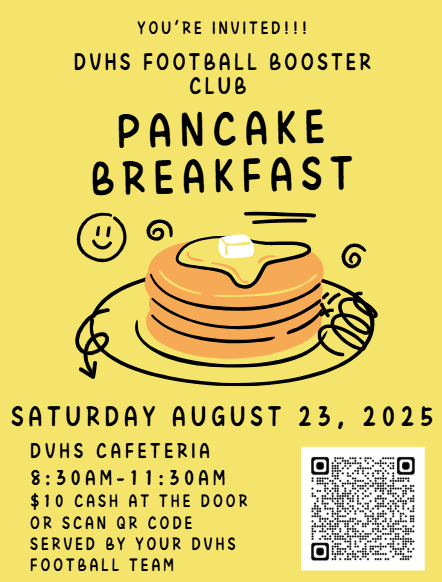 YOU'RE INVITED!!!
DVHS FOOTBALL BOOSTER
CLUB
PANCAKE
BREAKFAST
SATURDAY AUGUST 23, 2025
DVHS CAFETERIA
8:30AM-11:30AM
$10 CASH AT THE DOOR
OR SCAN QR CODE
SERVED BY YOUR DVHS
FOOTBALL TEAM